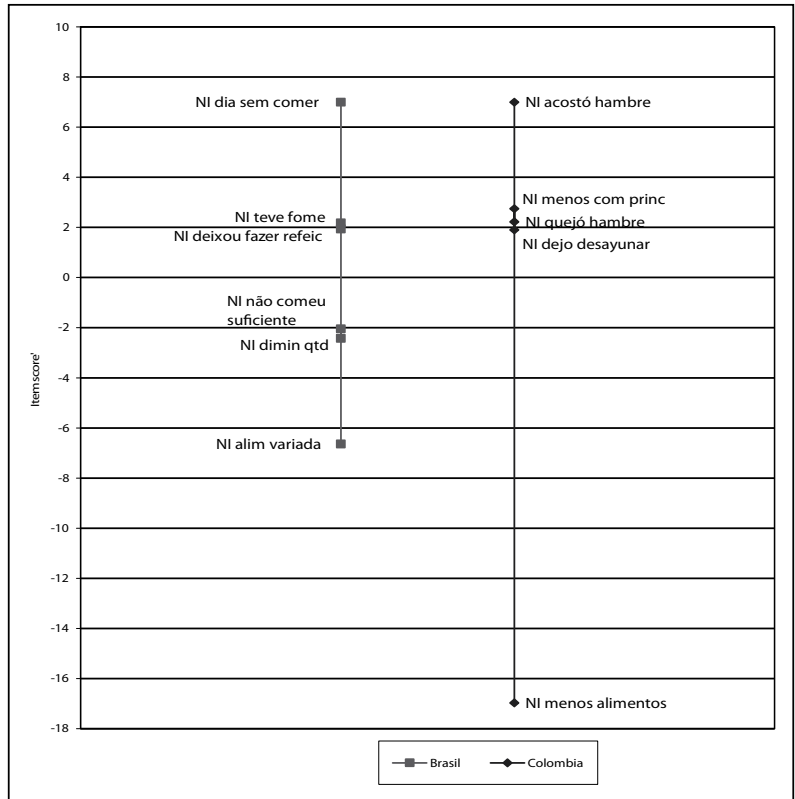 10
8
NI dia sem comer
NI acostó hambre
6
4
NI menos com princ
NI teve fome
NI quejó hambre
2
NI deixou fazer refeic
NI dejo desayunar
0
NI não comeu
suficiente
-2
NI dimin qtd
-4
Itemscore'
-6
NI alim variada
-8
-10
-12
-14
-16
NI menos alimentos
-18
Brasil
Colombia